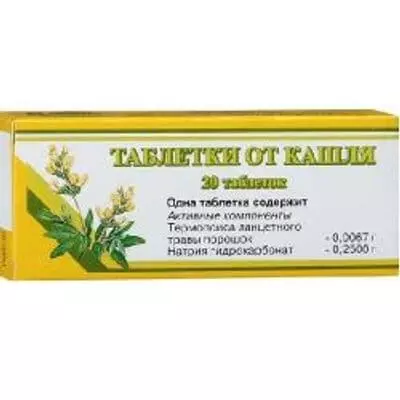 ТАБЛЕТКИ ОТ КАШЛЯ
20 таблеток
Одна таблетка содержит
Активные компоненты
Термопсиса ланцетного
травы порошок - 0,0067 г
Натрия гидрокарбонат - 0,2500 г